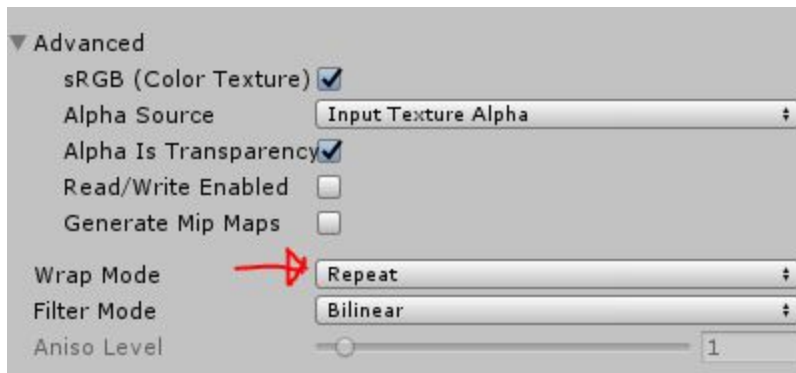 Advanced
sRGB (Color Texture)
Alpha Source Input Texture Alpha
Alpha Is Transparency
Read/Write Enabled
Generate Mip Maps
Wrap Mode Repeat
Filter Mode Bilinear
Aniso Level 1